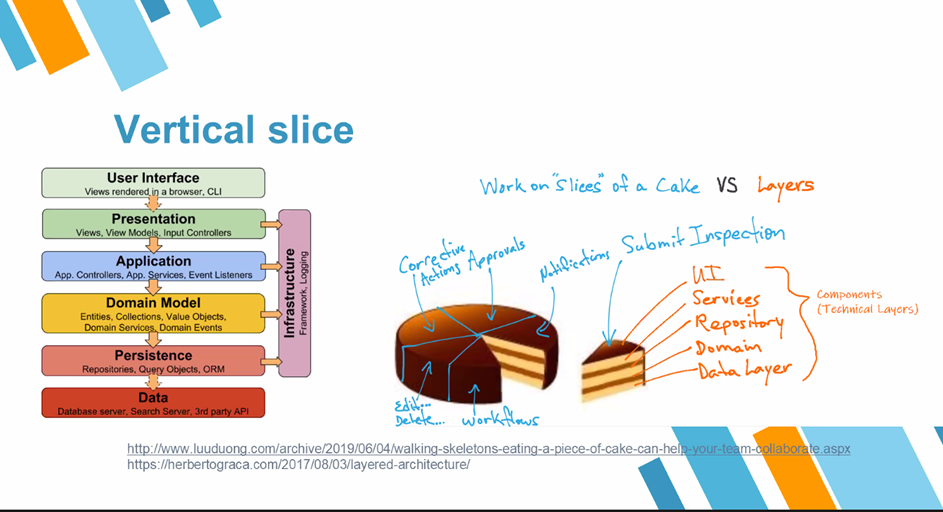 Vertical slice
User Interface
Views rendered in a browser, CLI
Presentation
Views, View Models, Input Controllers
Application
App. Controllers, App. Services, Event Listeners
Domain Model
Entities, Collections, Value Objects,
Domain Services, Domain Events
Persistence
Repositories, Query Objects, ORM
Data
Database server, Search Server, 3rd party API
Infrastructure
Framework, Logging
Work on "Slices" of a Cake VS Layers
Corrective
Actions
Approvals
Notifications
Submit Inspection
Edit...
Delete...
Workflows
UI
Services
Repository
Domain
Data Layer
Components
(Technical Layers)
http://www.luuduong.com/archive/2019/06/04/walking-skeletons-eating-a-piece-of-cake-can-help-your-team-collaborate.aspx
https://herbertograca.com/2017/08/03/layered-architecture/